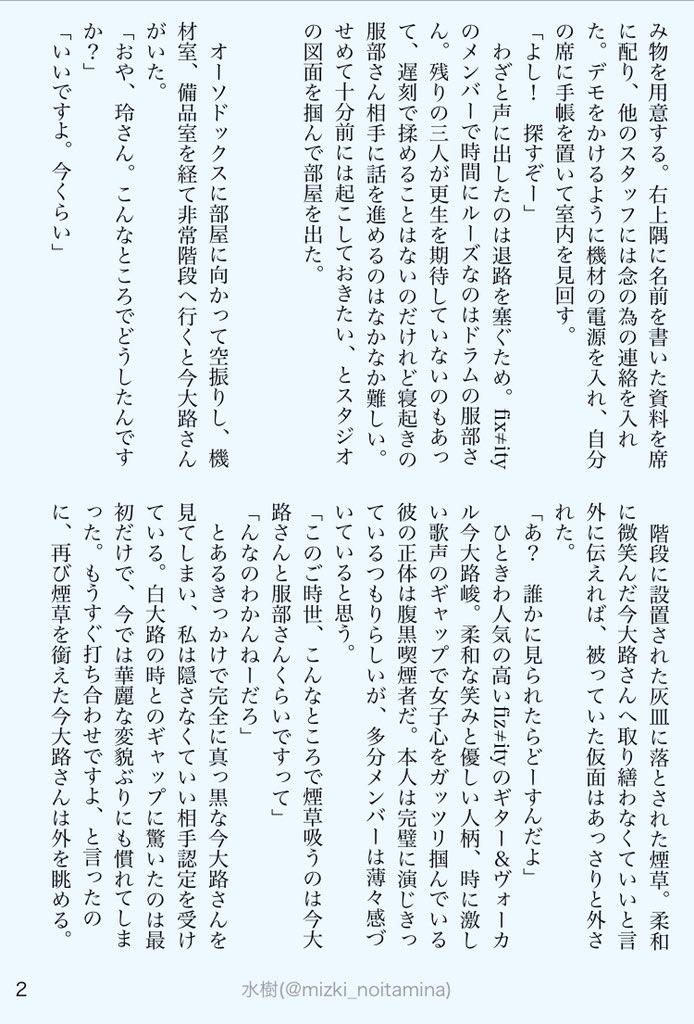 み物を用意する。右上隅に名前を書いた資料を席
に配り、他のスタッフには念の為の連絡を入れ
た。デモをかけるように機材の電源を入れ、自分
の席に手帳を置いて室内を見回す。
「よし！　探すぞー」
　わざと声に出したのは退路を塞ぐため。fix≠ity
のメンバーで時間にルーズなのはドラムの服部さ
ん。残りの三人が更生を期待していないのもあっ
て、遅刻で揉めることはないのだけれど寝起きの
服部さん相手に話を進めるのはなかなか難しい。
せめて十分前には起こしておきたい、とスタジオ
の図面を掴んで部屋を出た。
　オーソドックスに部屋に向かって空振りし、機
材室、備品室を経て非常階段へ行くと今大路さん
がいた。
「おや、玲さん。こんなところでどうしたんです
か？」
「いいですよ。今くらい」
　階段に設置された灰皿に落とされた煙草。柔和
に微笑んだ今大路さんへ取り繕わなくていいと言
外に伝えれば、被っていた仮面はあっさりと外さ
れた。
「あ？　誰かに見られたらどーすんだよ」
　ひときわ人気の高いfiz≠ityのギター＆ヴォーカ
ル今大路峻。柔和な笑みと優しい人柄、時に激し
い歌声のギャップで女子心をガッツリ掴んでいる
彼の正体は腹黒喫煙者だ。本人は完璧に演じきっ
ているつもりらしいが、多分メンバーは薄々感づ
いていると思う。
「このご時世、こんなところで煙草吸うのは今大
路さんと服部さんくらいですって」
「んなのわかんねーだろ」
　とあるきっかけで完全に真っ黒な今大路さんを
見てしまい、私は隠さなくていい相手認定を受け
ている。白大路の時とのギャップに驚いたのは最
初だけで、今では華麗な変貌ぶりにも慣れてしま
った。もうすぐ打ち合わせですよ、と言ったの
に、再び煙草を銜えた今大路さんは外を眺める。
2
水樹(@mizki_noitamina)